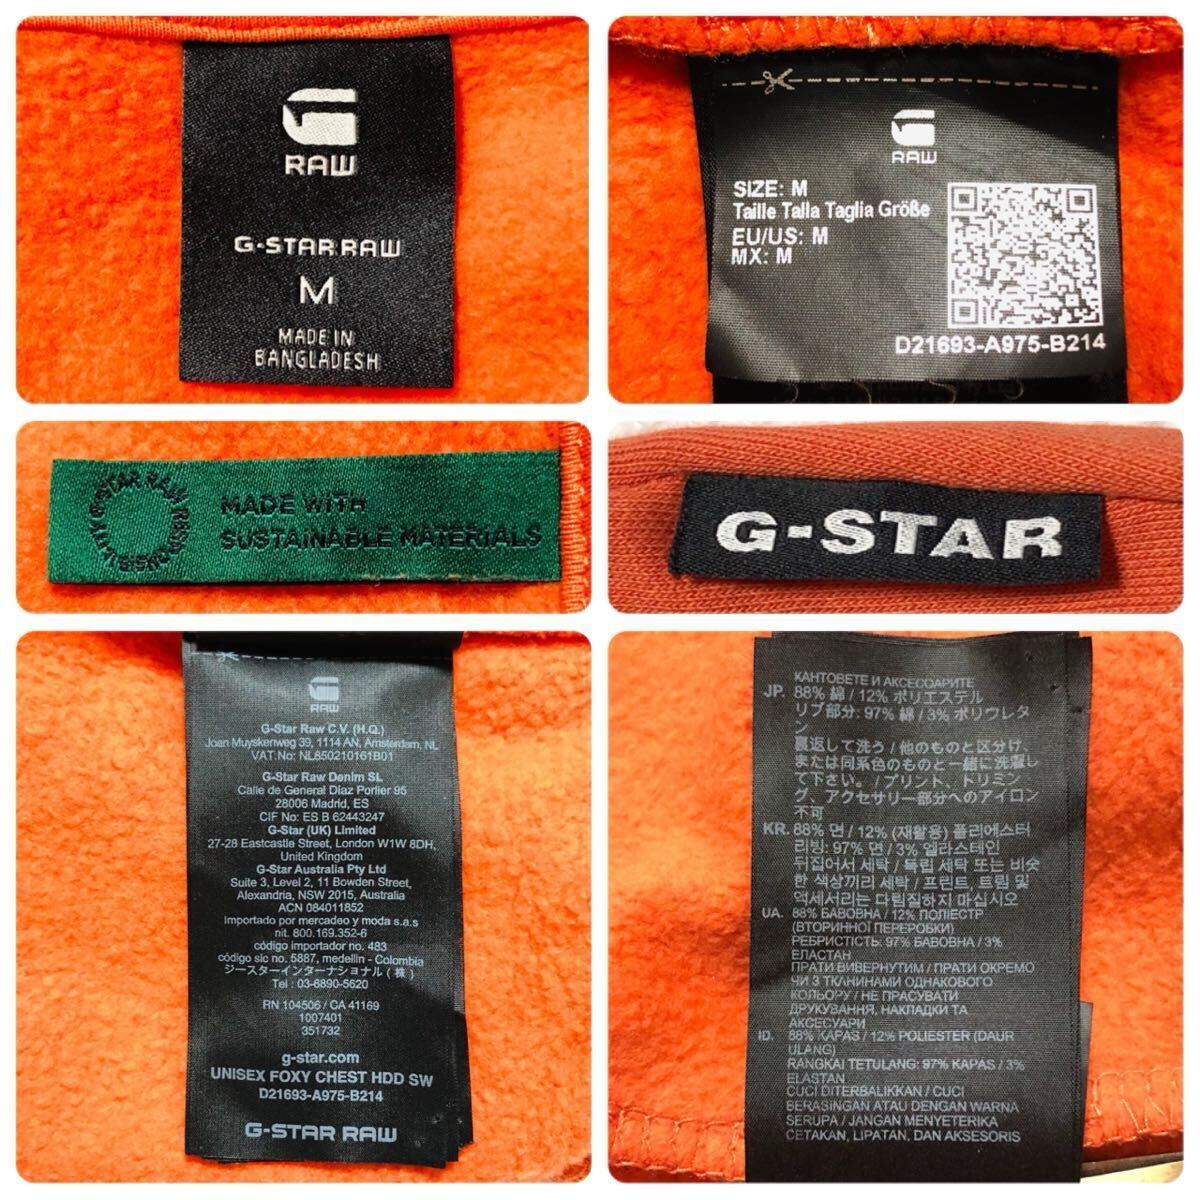 RAW
G-STAR RAW
M
MADE IN
BANGLADESH
RAW
SIZE: M
Taille Talla Taglia Größe
EU/US: M
MX: M
D21693-A975-B214
G-STAR RAW RESPONSIBILITY
MADE WITH
SUSTAINABLE MATERIALS
G-STAR
RAW
G-Star Raw C.V. (H.Q.)
Joan Muyskenweg 39, 1114 AN, Amsterdam, NL
VAT No: NL850210161B01
G-Star Raw Denim SL
Calle de General Díaz Porlier 95
28006 Madrid, ES
CIF No: ES B 62443247
G-Star (UK) Limited
27-28 Eastcastle Street, London W1W 8DH,
United Kingdom
G-Star Australia Pty Ltd
Suite 3, Level 2, 11 Bowden Street,
Alexandria, NSW 2015, Australia
ACN 084011852
Importado por mercadeo y moda s.a.s
nit. 800.169.352-6
código importador no. 483
código sic no. 5887, medellin - Colombia
ジースターインターナショナル(株)
Tel : 03-6890-5620
RN 104506 / CA 41169
1007401
351732
g-star.com
UNISEX FOXY CHEST HDD SW
D21693-A975-B214
G-STAR RAW
КАНТОВЕТЕ И АКСЕСОАРИТЕ
JP. 88% 綿 / 12% ポリエステル
リブ部分: 97% 綿 / 3% ポリウレタ
ン
裏返して洗う / 他のものと区分け,
または同系色のものと一緒に洗濯し
て下さい。 / プリント、トリミン
グ、アクセサリー部分へのアイロン
不可
KR. 88% 면 / 12% (재활용) 폴리에스터
리빙: 97% 면 / 3% 엘라스테인
뒤집어서 세탁 / 독립 세탁 또는 비슷
한 색상끼리 세탁 / 프린트, 트림 및
액세서리는 다림질하지 마십시오
UA. 88% БАВОВНА / 12% ПОЛІЕСТР
(ВТОРИННОЇ ПЕРЕРОБКИ)
РЕБРИСТІСТЬ: 97% БАВОВНА / 3%
ЕЛАСТАН
ПРАТИ ВИВЕРНУТИМ / ПРАТИ ОКРЕМО
ЧИ З ТКАНИНАМИ ОДНАКОВОГО
КОЛЬОРУ / НЕ ПРАСУВАТИ
ДРУКУВАННЯ, НАКЛАДКИ ТА
АКСЕСУАРИ
ID. 88% KAPAS / 12% POLIESTER (DAUR
ULANG)
RANGKAI TETULANG: 97% KAPAS / 3%
ELASTAN
CUCI DITERBALIKKAN / CUCI
BERASINGAN ATAU DENGAN WARNA
SERUPA / JANGAN MENYETERIKA
CETAKAN, LIPATAN, DAN AKSESORIS